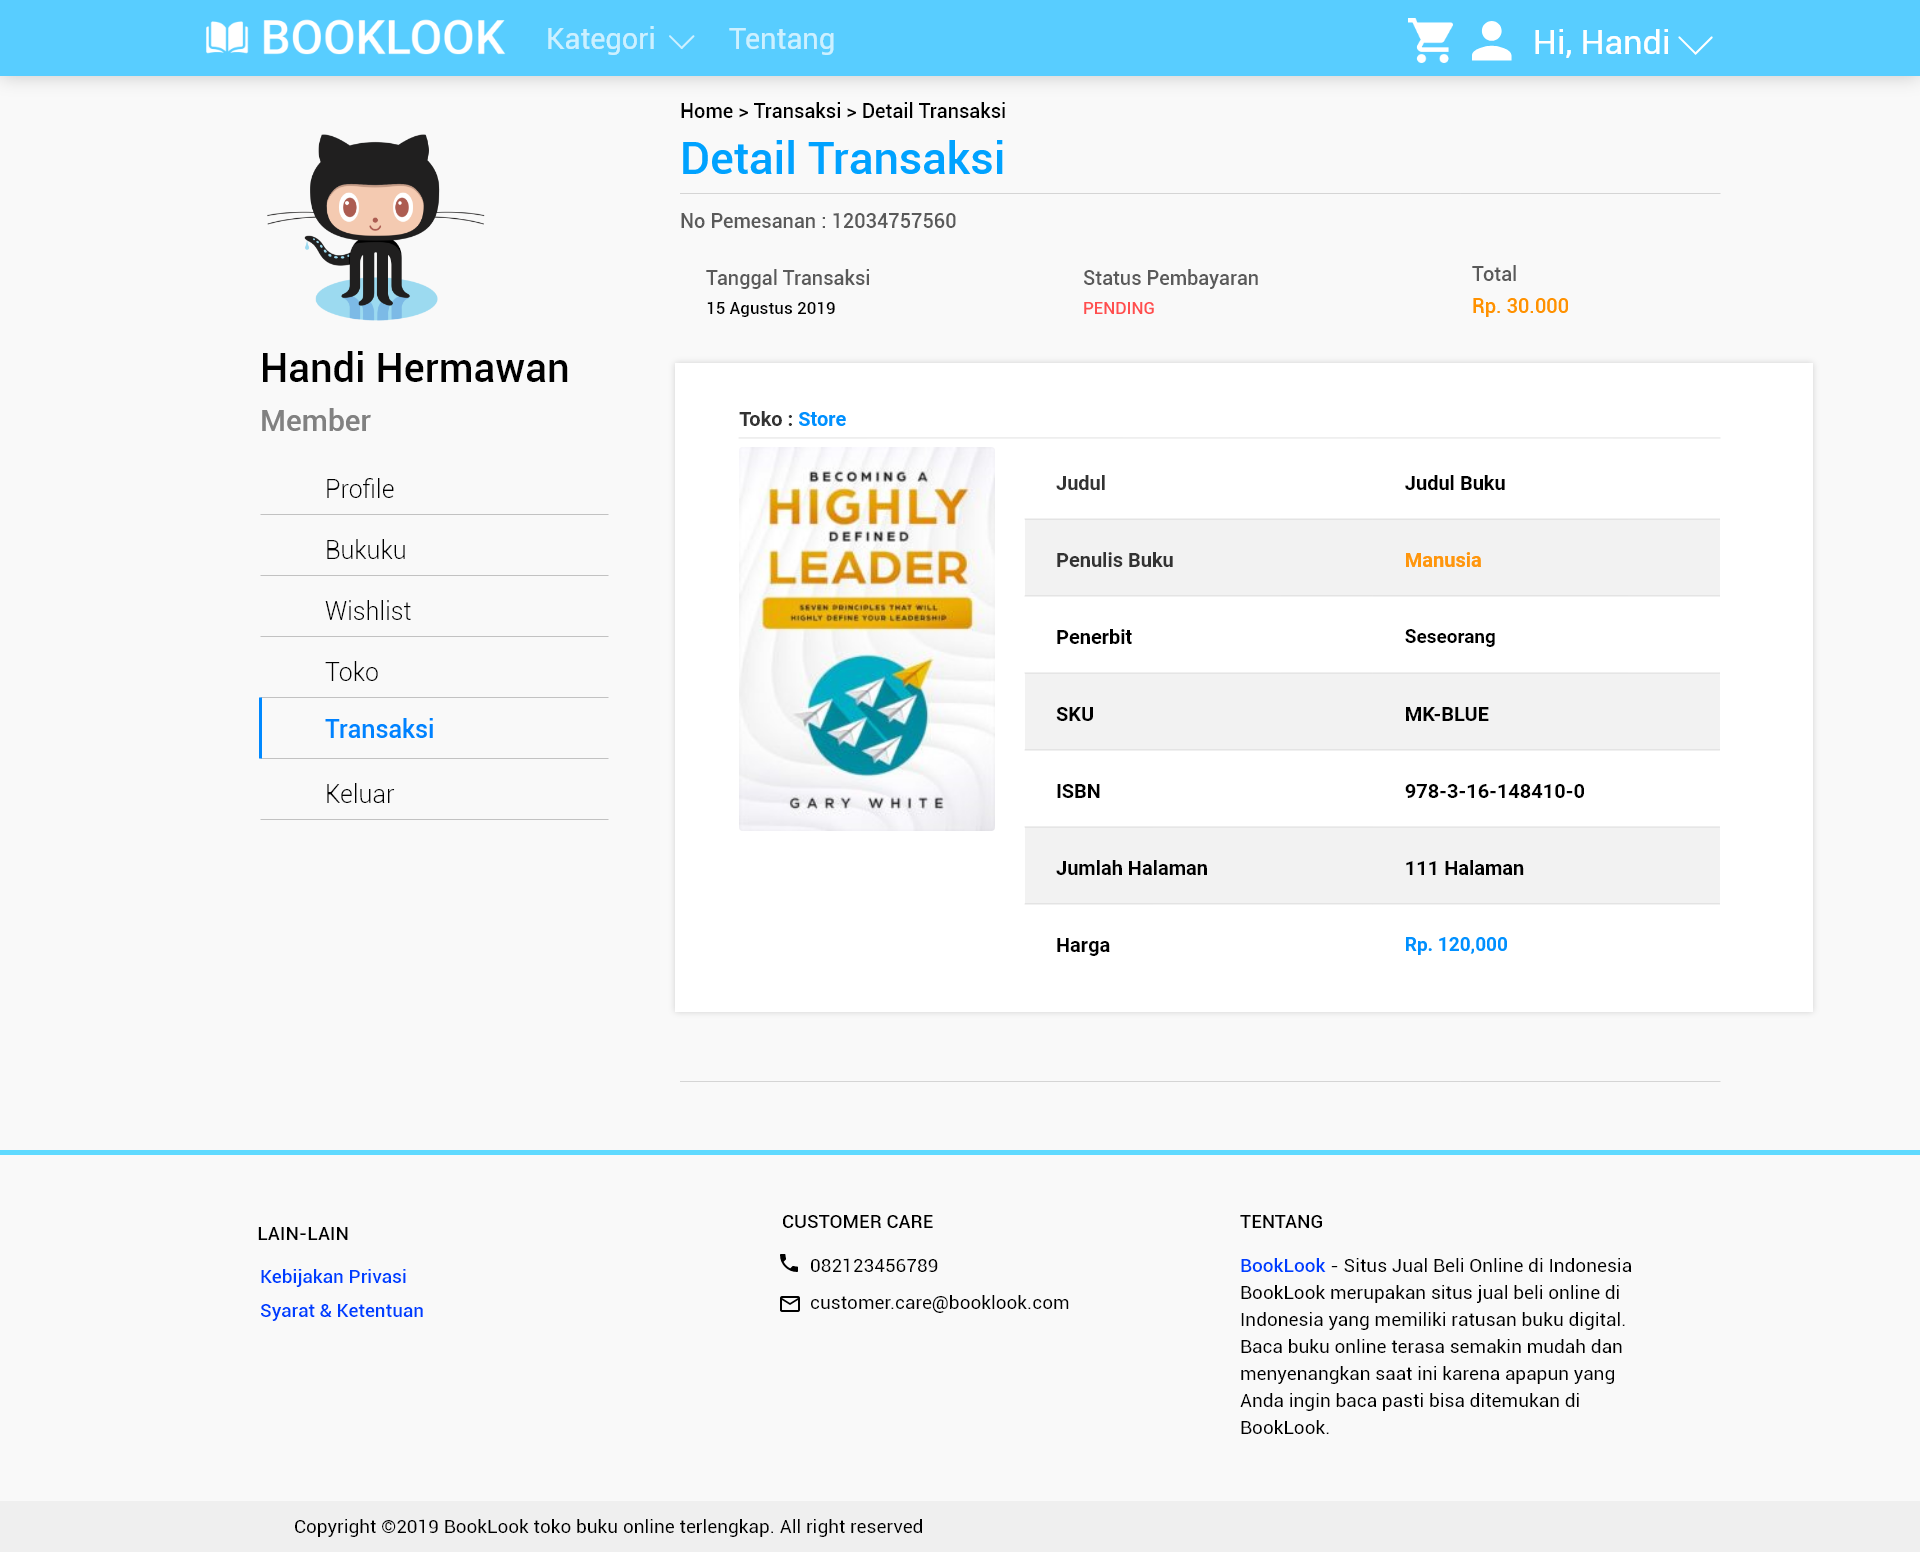 BOOKLOOK Kategori Tentang Hi, Handi
Home > Transaksi > Detail Transaksi
Detail Transaksi
No Pemesanan : 12034757560
Tanggal Transaksi Status Pembayaran Total
15 Agustus 2019 PENDING Rp. 30.000
Handi Hermawan
Member
Profile
Bukuku
Wishlist
Toko
Transaksi
Keluar
Toko : Store
BECOMING A
HIGHLY
DEFINED
LEADER
SEVEN PRINCIPLES THAT WILL
HIGHLY DEFINE YOUR LEADERSHIP
GARY WHITE
Judul Judul Buku
Penulis Buku Manusia
Penerbit Seseorang
SKU MK-BLUE
ISBN 978-3-16-148410-0
Jumlah Halaman 111 Halaman
Harga Rp. 120,000
LAIN-LAIN
Kebijakan Privasi
Syarat & Ketentuan
CUSTOMER CARE
082123456789
customer.care@booklook.com
TENTANG
BookLook - Situs Jual Beli Online di Indonesia
BookLook merupakan situs jual beli online di
Indonesia yang memiliki ratusan buku digital.
Baca buku online terasa semakin mudah dan
menyenangkan saat ini karena apapun yang
Anda ingin baca pasti bisa ditemukan di
BookLook.
Copyright ©2019 BookLook toko buku online terlengkap. All right reserved